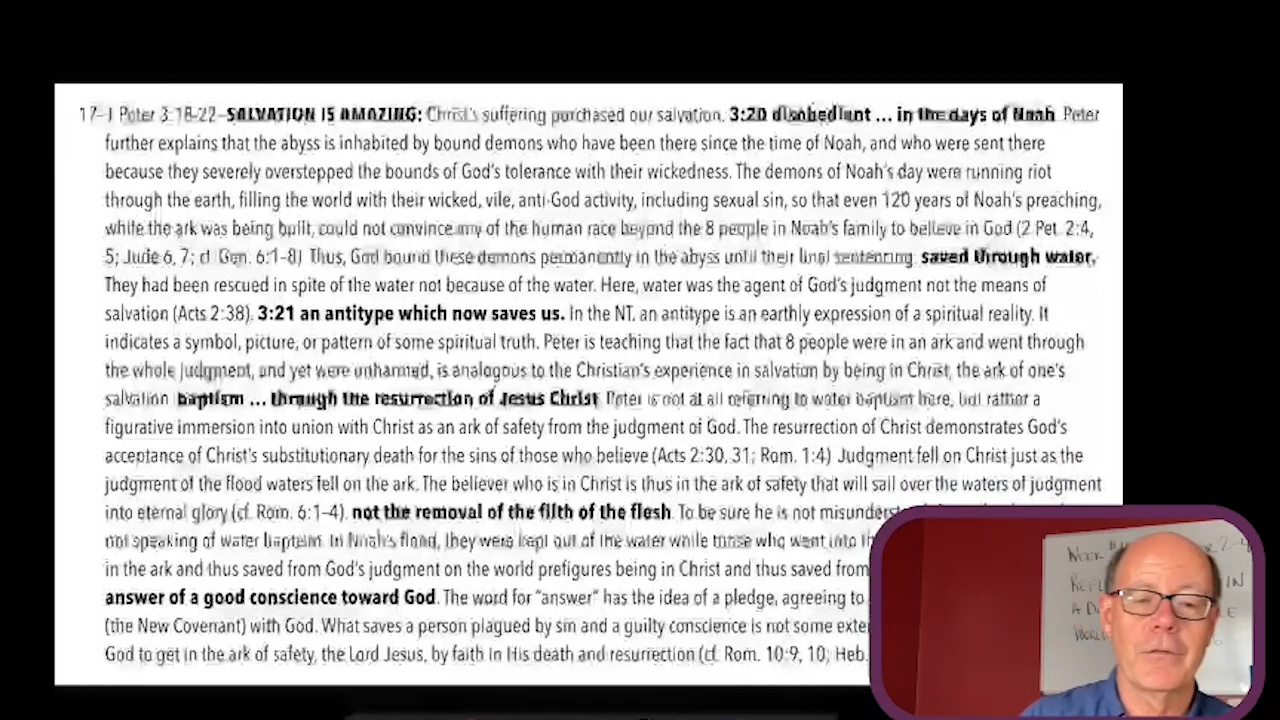 17–1 Peter 3:18-22–SALVATION IS AMAZING: Christ's suffering purchased our salvation. 3:20 disobedient ... in the days of Noah. Peter
further explains that the abyss is inhabited by bound demons who have been there since the time of Noah, and who were sent there
because they severely overstepped the bounds of God's tolerance with their wickedness. The demons of Noah's day were running riot
through the earth, filling the world with their wicked, vile, anti-God activity, including sexual sin, so that even 120 years of Noah's preaching,
while the ark was being built, could not convince any of the human race beyond the 8 people in Noah's family to believe in God (2 Pet. 2:4,
5; Jude 6, 7; cf. Gen. 6:1–8) Thus, God bound these demons permanently in the abyss until their final sentencing. saved through water.
They had been rescued in spite of the water not because of the water. Here, water was the agent of God's judgment not the means of
salvation (Acts 2:38). 3:21 an antitype which now saves us. In the NT, an antitype is an earthly expression of a spiritual reality. It
indicates a symbol, picture, or pattern of some spiritual truth. Peter is teaching that the fact that 8 people were in an ark and went through
the whole judgment, and yet were unharmed, is analogous to the Christian's experience in salvation by being in Christ, the ark of one's
salvation baptism ... through the resurrection of Jesus Christ Peter is not at all referring to water baptism here, but rather a
figurative immersion into union with Christ as an ark of safety from the judgment of God. The resurrection of Christ demonstrates God's
acceptance of Christ's substitutionary death for the sins of those who believe (Acts 2:30, 31; Rom. 1:4) Judgment fell on Christ just as the
judgment of the flood waters fell on the ark. The believer who is in Christ is thus in the ark of safety that will sail over the waters of judgment
into eternal glory (cf. Rom. 6:1–4). not the removal of the filth of the flesh. To be sure he is not
not speaking of water baptism. In Noah's flood, they were kept out of the water while those who went into
in the ark and thus saved from God's judgment on the world prefigures being in Christ and thus saved from
answer of a good conscience toward God. The word for "answer" has the idea of a pledge, agreeing to
(the New Covenant) with God. What saves a person plagued by sin and a guilty conscience is not some
God to get in the ark of safety, the Lord Jesus, by faith in His death and resurrection (cf. Rom. 10:9, 10; Heb.